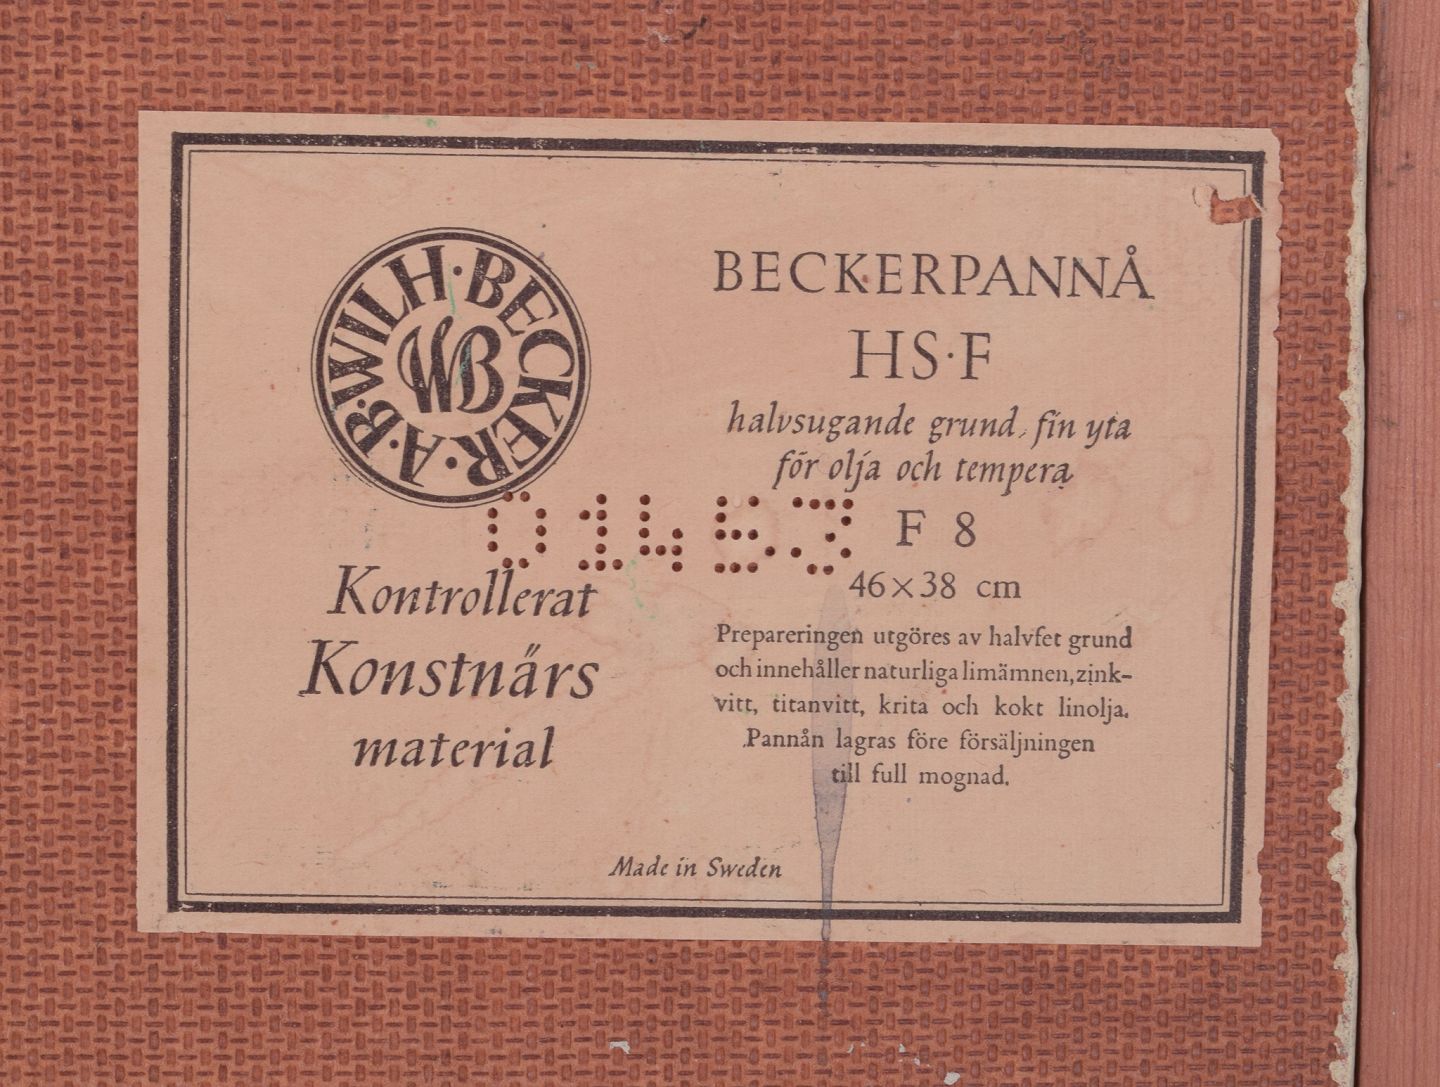 A.B. WILH. BECKER.
WB
Kontrollerat
Konstnärs
material
BECKERPANNÅ
HS·F
halvsugande grund, fin yta
för olja och tempera
01453
F 8
46×38 cm
Prepareringen utgöres av halvfet grund
och innehåller naturliga limämnen, zink-
vitt, titanvitt, krita och kokt linolja.
Pannån lagras före försäljningen
till full mognad.
Made in Sweden